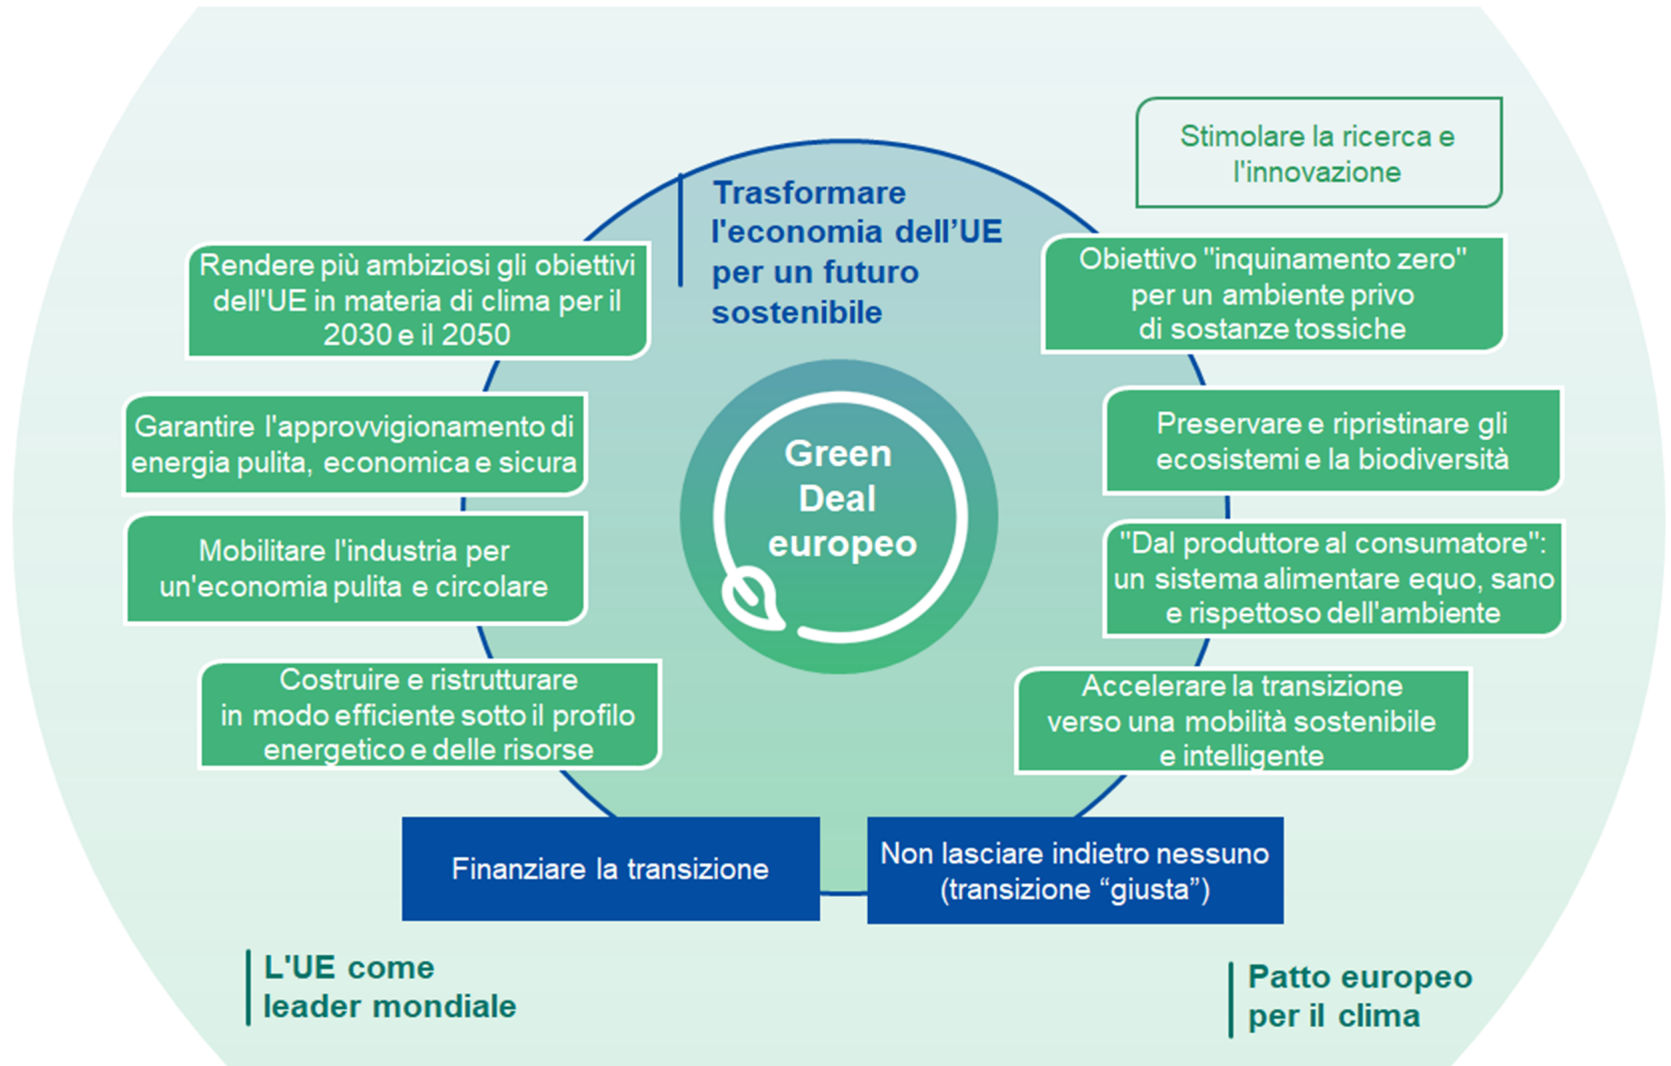 Stimolare la ricerca e
l'innovazione
Trasformare
l'economia dell’UE
per un futuro
sostenibile
Rendere più ambiziosi gli obiettivi
dell'UE in materia di clima per il
2030 e il 2050
Obiettivo "inquinamento zero"
per un ambiente privo
di sostanze tossiche
Garantire l'approvvigionamento di
energia pulita, economica e sicura
Preservare e ripristinare gli
ecosistemi e la biodiversità
Green
Deal
europeo
Mobilitare l'industria per
un'economia pulita e circolare
"Dal produttore al consumatore":
un sistema alimentare equo, sano
e rispettoso dell'ambiente
Costruire e ristrutturare
in modo efficiente sotto il profilo
energetico e delle risorse
Accelerare la transizione
verso una mobilità sostenibile
e intelligente
Finanziare la transizione
Non lasciare indietro nessuno
(transizione “giusta”)
L'UE come
leader mondiale
Patto europeo
per il clima